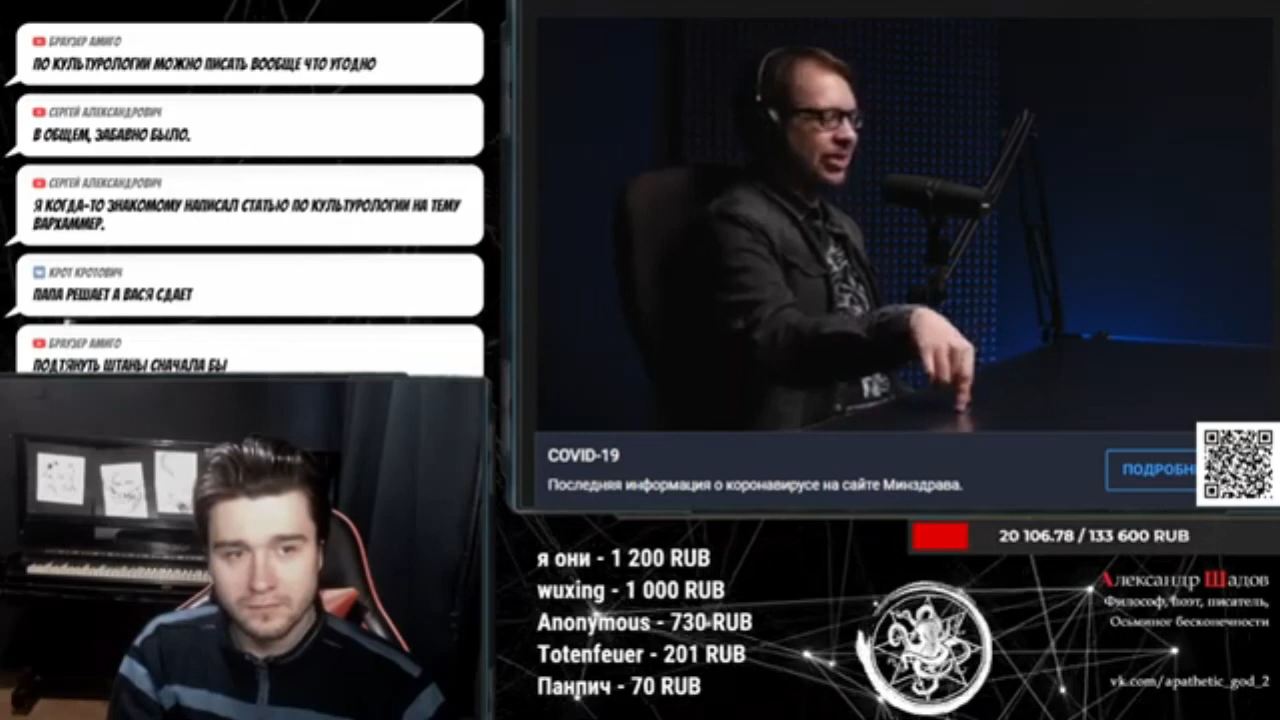 БРАУЗЕР АМИГО
ПО КУЛЬТУРОЛОГИИ МОЖНО ПИСАТЬ ВООБЩЕ ЧТО УГОДНО
СЕРГЕЙ АЛЕКСАНДРОВИЧ
В ОБЩЕМ, ЗАБАВНО БЫЛО.
СЕРГЕЙ АЛЕКСАНДРОВИЧ
Я КОГДА-ТО ЗНАКОМОМУ НАПИСАЛ СТАТЬЮ ПО КУЛЬТУРОЛОГИИ НА ТЕМУ
ВАРХАММЕР.
КРОТ КРОТОВИЧ
ПАПА РЕШАЕТ А ВАСЯ СДАЕТ
БРАУЗЕР АМИГО
ПОДТЯНУТЬ ШТАНЫ СНАЧАЛА БЫ
COVID-19
Последняя информация о коронавирусе на сайте Минздрава.
ПОДРОБН
20 106.78 / 133 600 RUB
я они - 1 200 RUB
wuxing - 1 000 RUB
Anonymous - 730 RUB
Totenfeuer - 201 RUB
Панпич - 70 RUB
Александр Шадов
Философ, поэт, писатель,
Осьминог бесконечности
vk.com/apathetic_god_2